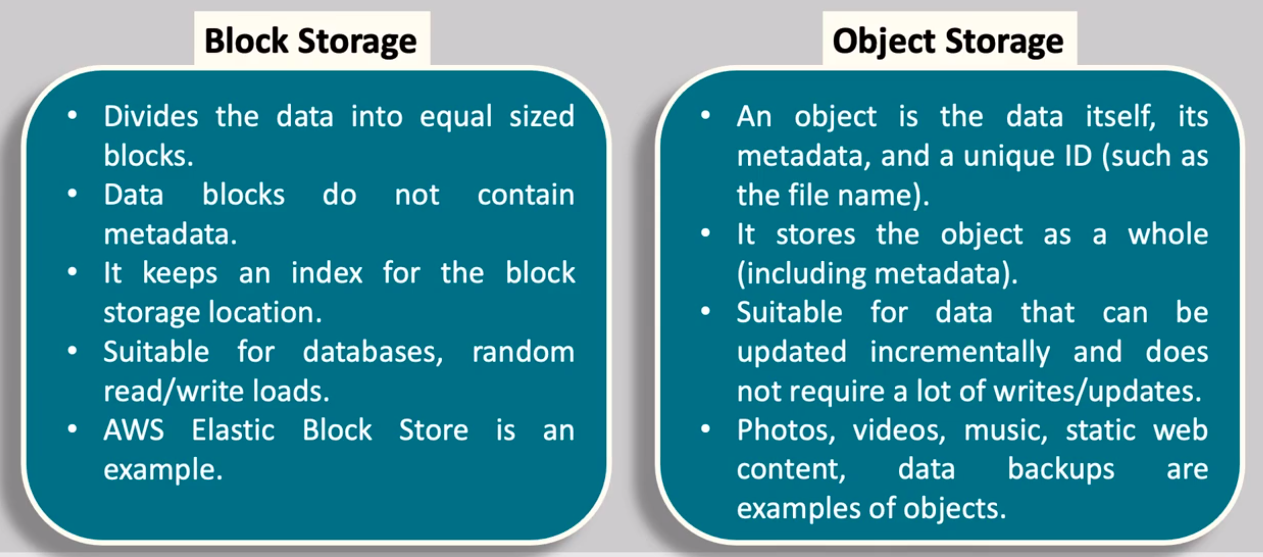 Block Storage
• Divides the data into equal sized
blocks.
• Data blocks do not contain
metadata.
• It keeps an index for the block
storage location.
• Suitable for databases, random
read/write loads.
• AWS Elastic Block Store is an
example.
Object Storage
• An object is the data itself, its
metadata, and a unique ID (such as
the file name).
• It stores the object as a whole
(including metadata).
• Suitable for data that can be
updated incrementally and does
not require a lot of writes/updates.
• Photos, videos, music, static web
content, data backups are
examples of objects.